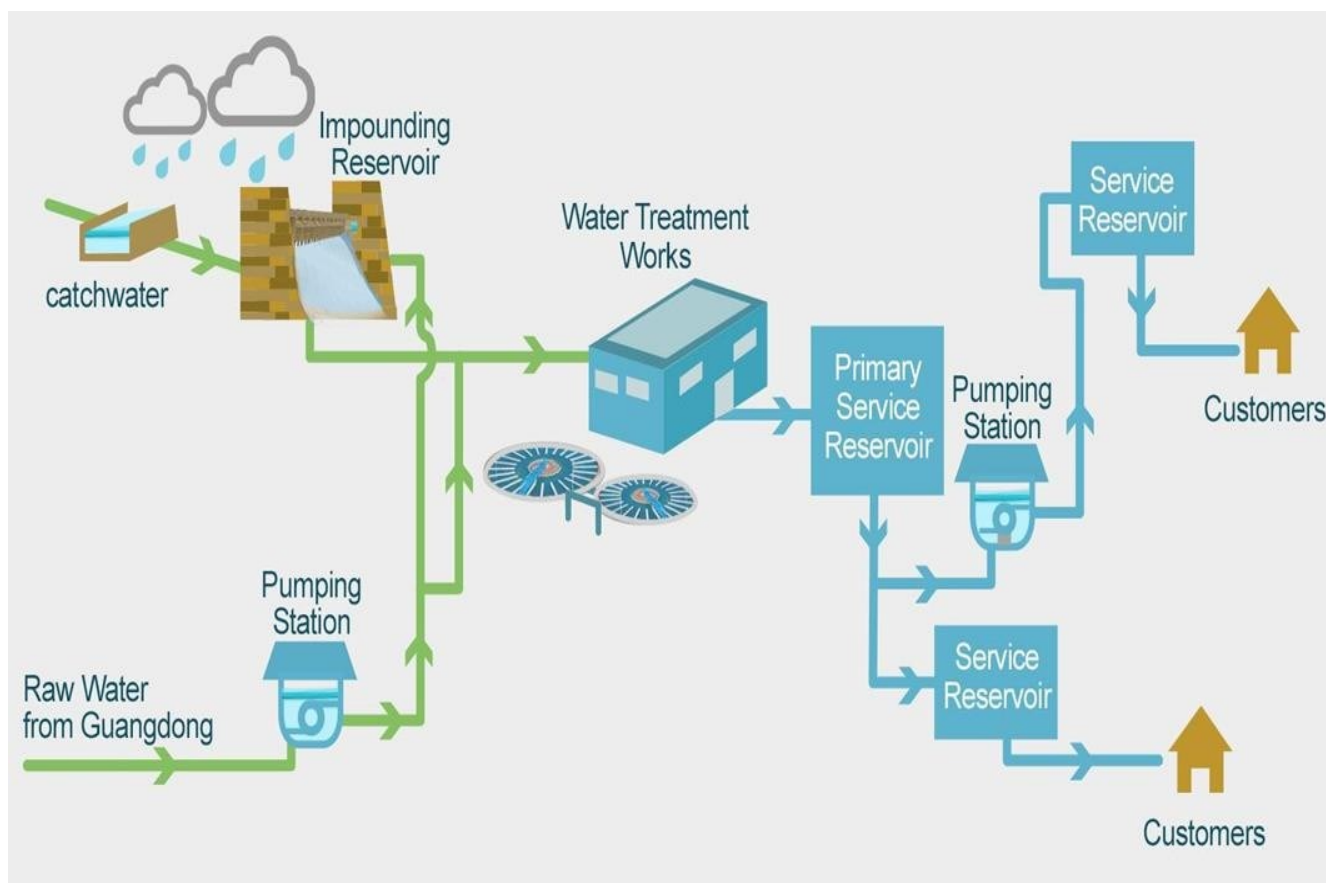 Impounding
Reservoir
catchwater
Water Treatment
Works
Service
Reservoir
Customers
Primary
Service
Reservoir
Pumping
Station
Pumping
Station
Raw Water
from Guangdong
Service
Reservoir
Customers